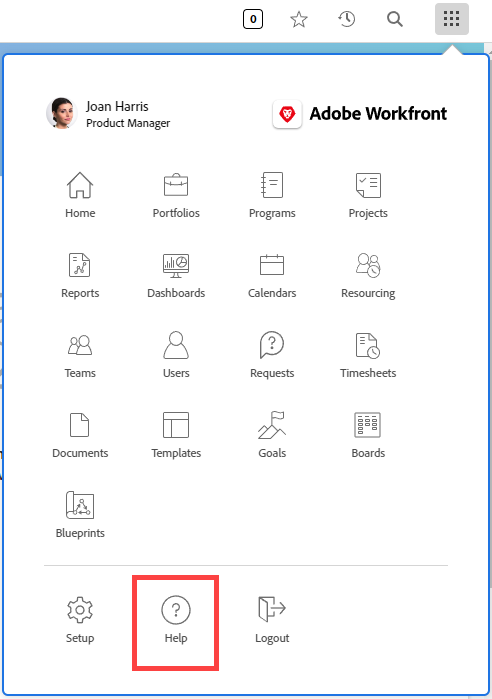 0
Joan Harris
Product Manager
Adobe Workfront
Home
Portfolios
Programs
Projects
Reports
Dashboards
Calendars
Resourcing
Teams
Users
Requests
Timesheets
Documents
Templates
Goals
Boards
Blueprints
Setup
Help
Logout